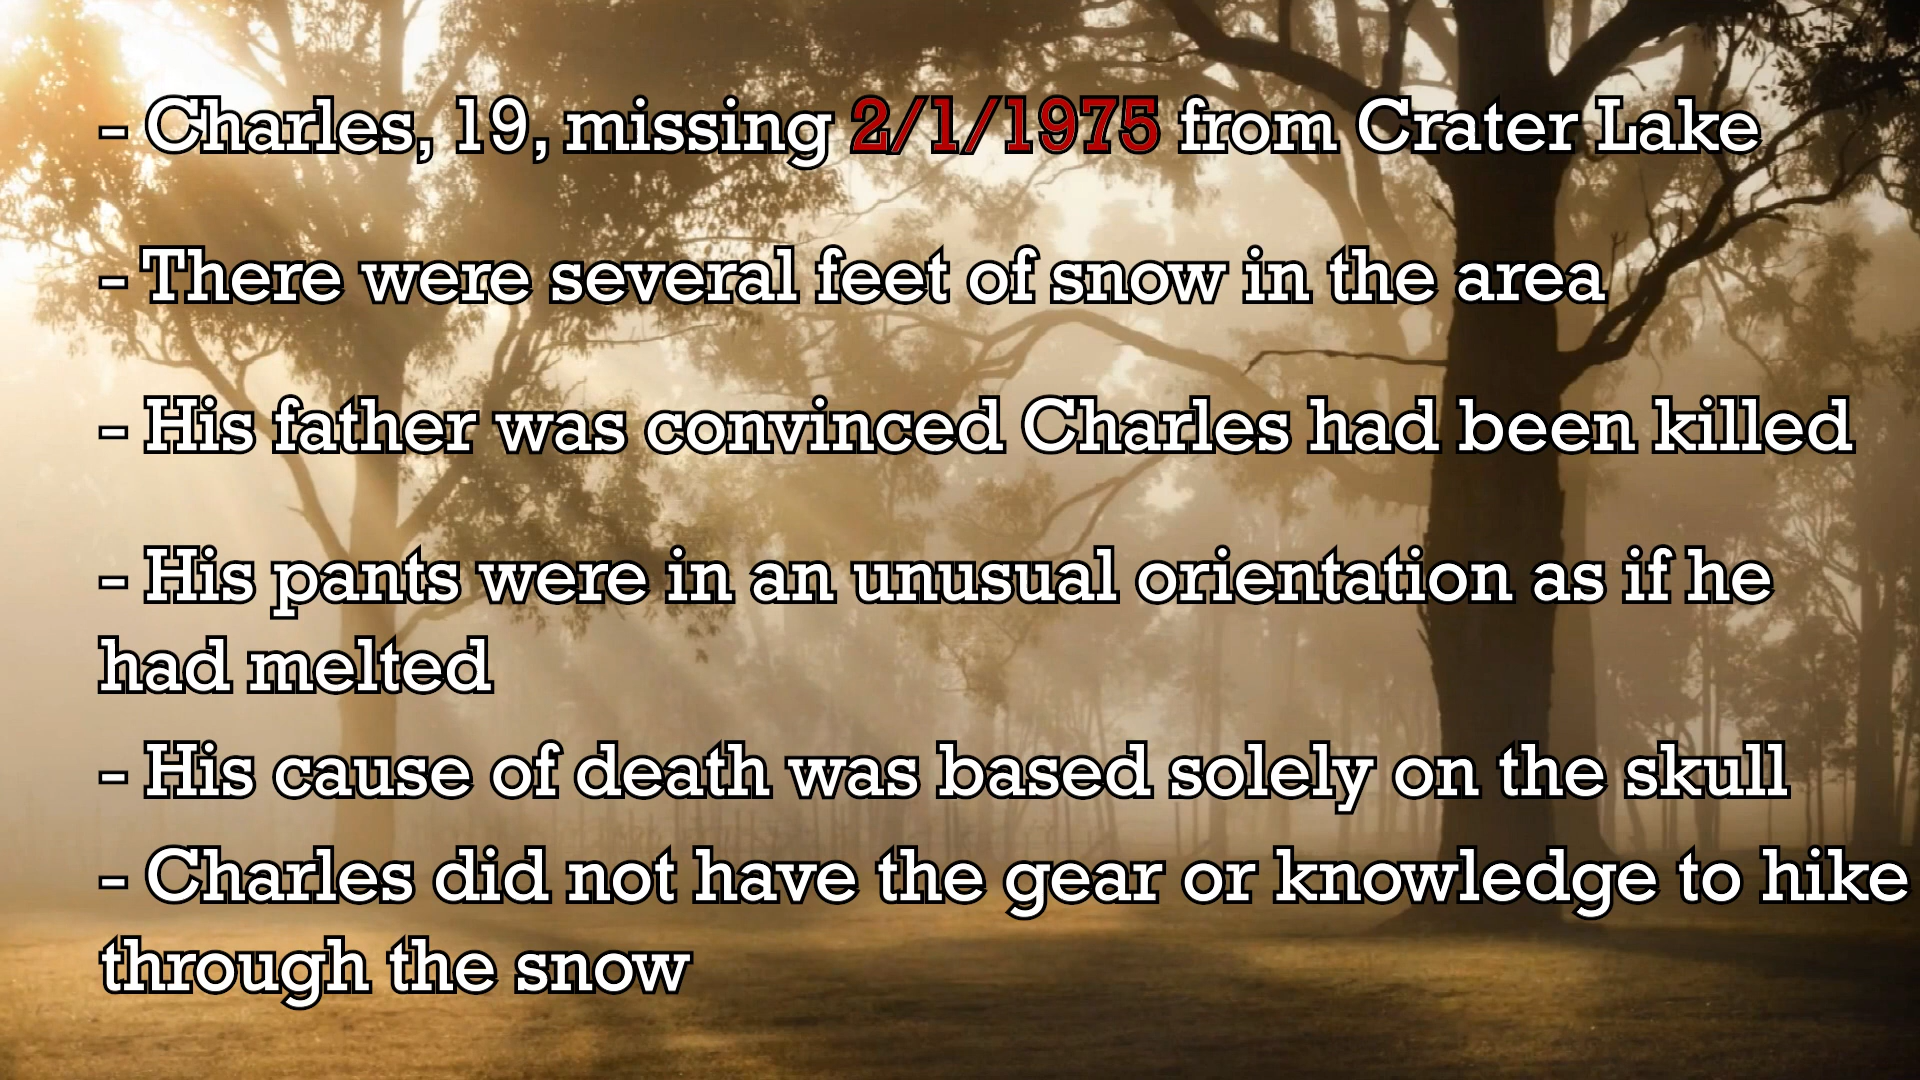 - Charles, 19, missing 2/1/1975 from Crater Lake
- There were several feet of snow in the area
- His father was convinced Charles had been killed
- His pants were in an unusual orientation as if he
had melted
- His cause of death was based solely on the skull
- Charles did not have the gear or knowledge to hike
through the snow